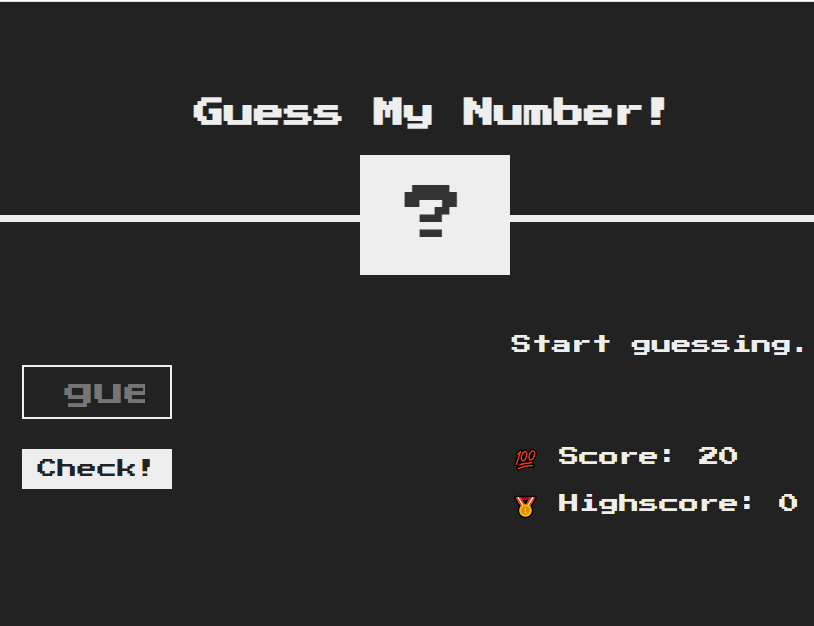 Guess My Number!
?
Start guessing.
gue
Check!
💯 Score: 20
🥇 Highscore: 0